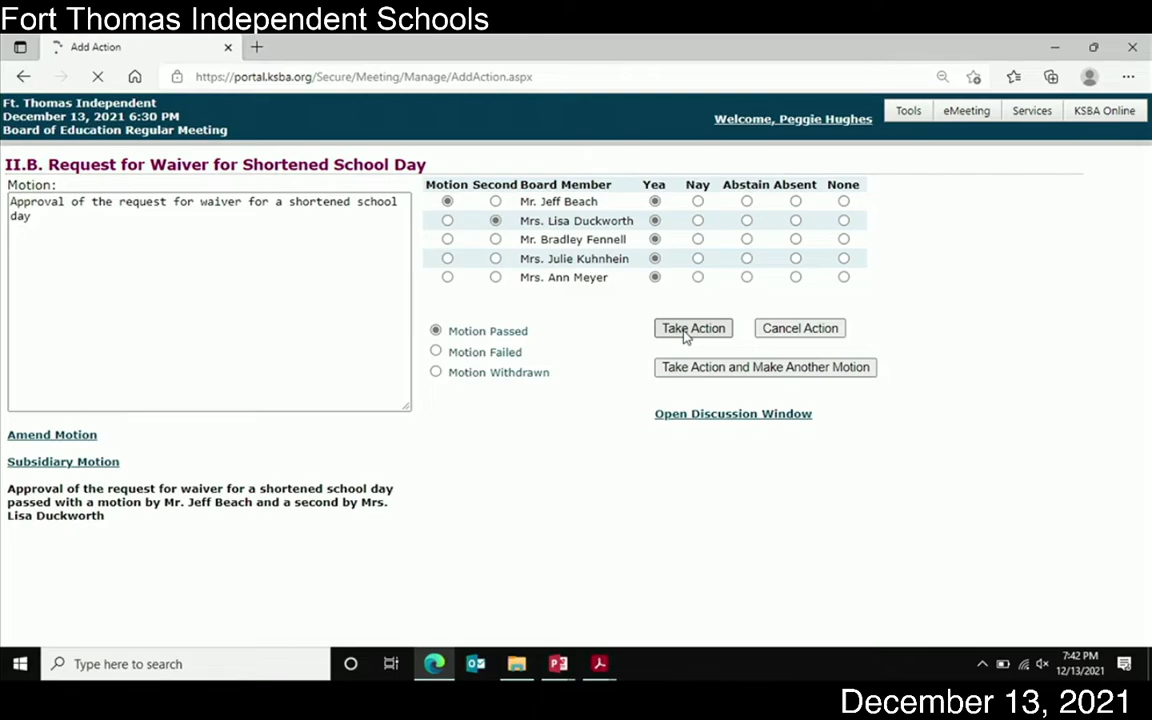 Fort Thomas Independent Schools
Add Action
https://portal.ksba.org/Secure/Meeting/Manage/AddAction.aspx
Ft. Thomas Independent
December 13, 2021 6:30 PM
Board of Education Regular Meeting
Welcome, Peggie Hughes
Tools eMeeting Services KSBA Online
II.B. Request for Waiver for Shortened School Day
Motion:
Approval of the request for waiver for a shortened school
day
Motion Second Board Member Yea Nay Abstain Absent None
Mr. Jeff Beach
Mrs. Lisa Duckworth
Mr. Bradley Fennell
Mrs. Julie Kuhnhein
Mrs. Ann Meyer
Motion Passed
Motion Failed
Motion Withdrawn
Take Action Cancel Action
Take Action and Make Another Motion
Open Discussion Window
Amend Motion
Subsidiary Motion
Approval of the request for waiver for a shortened school day
passed with a motion by Mr. Jeff Beach and a second by Mrs.
Lisa Duckworth
Type here to search
7:42 PM
12/13/2021
December 13, 2021